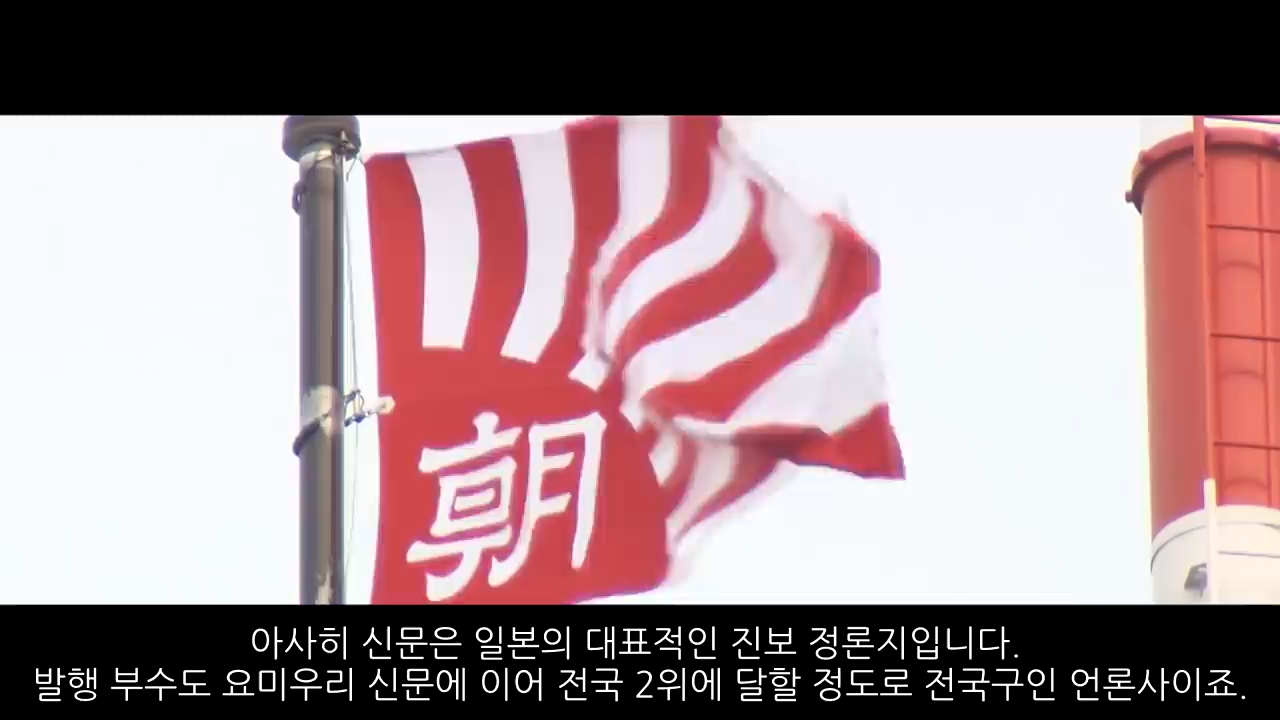 朝
아사히 신문은 일본의 대표적인 진보 정론지입니다.
발행 부수도 요미우리 신문에 이어 전국 2위에 달할 정도로 전국구인 언론사이죠.